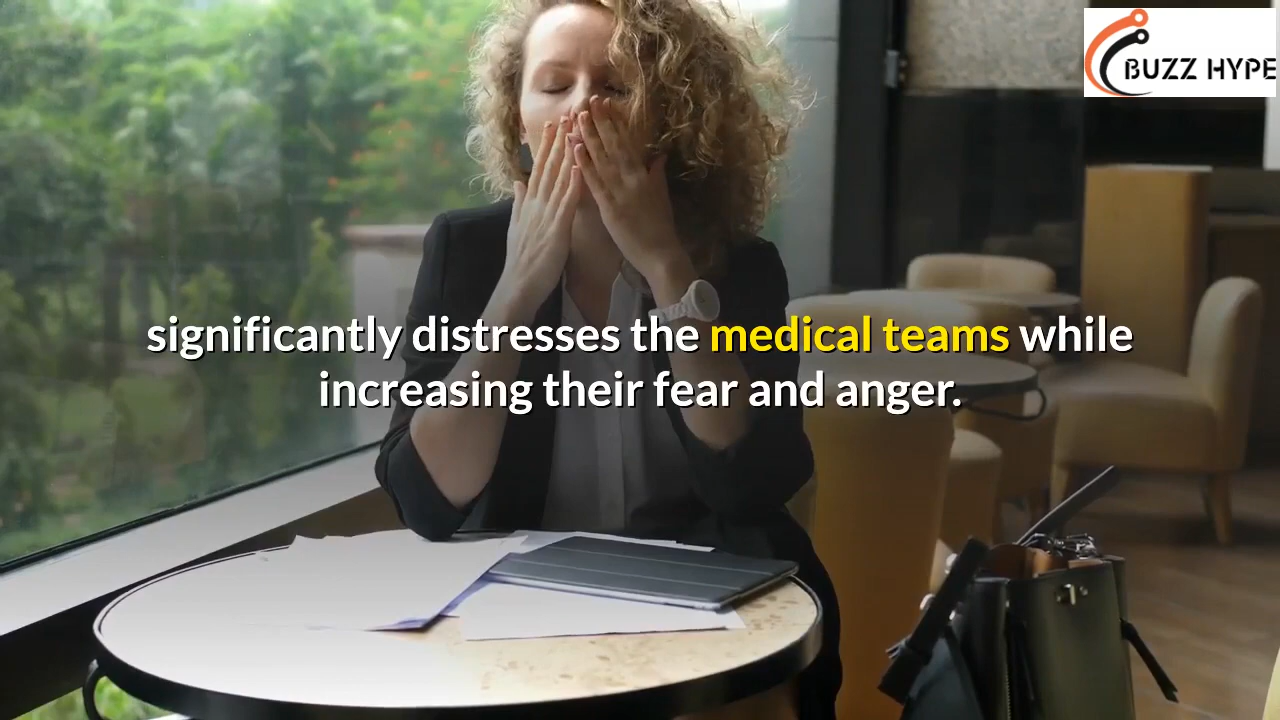 BUZZ HYPE
significantly distresses the medical teams while
increasing their fear and anger.